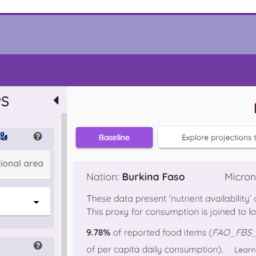 Baseline
Explore projections t
ional area
Nation: Burkina Faso
Micron
These data present 'nutrient availability'
This proxy for consumption is joined to lo
9.78% of reported food items (FAO_FBS_
of per capita daily consumption).
Learn